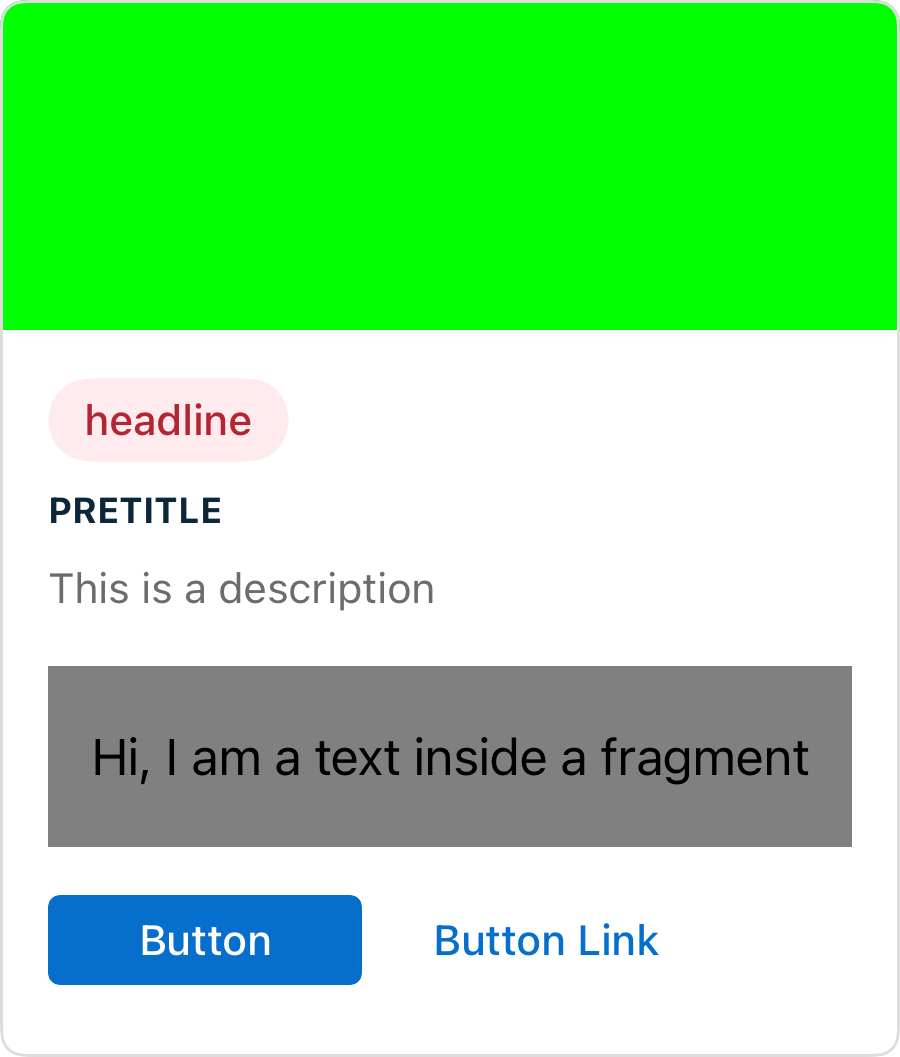 headline
PRETITLE
This is a description
Hi, I am a text inside a fragment
Button
Button Link